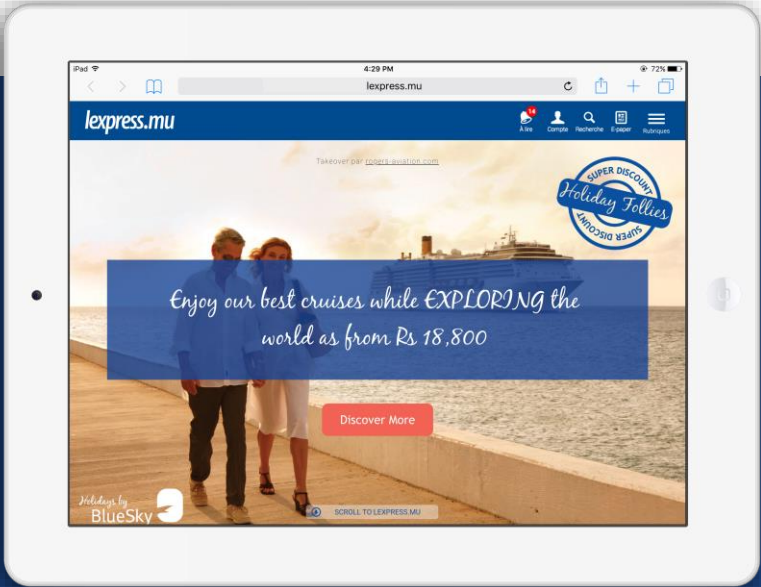 iPad
4:29 PM
72%
lexpress.mu
lexpress.mu
14
À lire
Compte
Recherche
E-paper
Rubriques
Takeover par rogers-aviation.com
SUPER DISCOUNT
Holiday Follies
SUPER DISCOUNT
Enjoy our best cruises while EXPLORING the
world as from Rs 18,800
Discover More
Holidays by
BlueSky
SCROLL TO LEXPRESS.MU